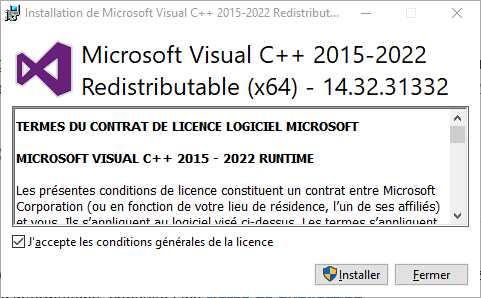 Installation de Microsoft Visual C++ 2015-2022 Redistribut...
Microsoft Visual C++ 2015-2022
Redistributable (x64) - 14.32.31332
TERMES DU CONTRAT DE LICENCE LOGICIEL MICROSOFT
MICROSOFT VISUAL C++ 2015 - 2022 RUNTIME
Les présentes conditions de licence constituent un contrat entre Microsoft
Corporation (ou en fonction de votre lieu de résidence, l'un de ses affiliés)
et vous. Ils s'appliquent au logiciel visé ci-dessus. Les termes s'appliquent
J'accepte les conditions générales de la licence
Installer
Fermer